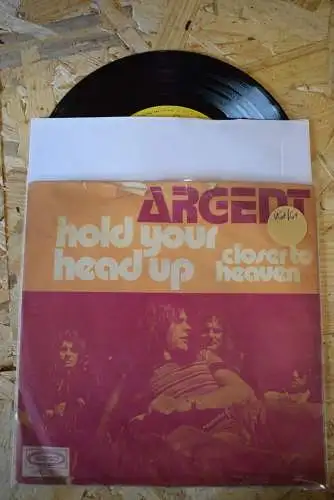 ARGENT
hold your
head up
closer to
heaven